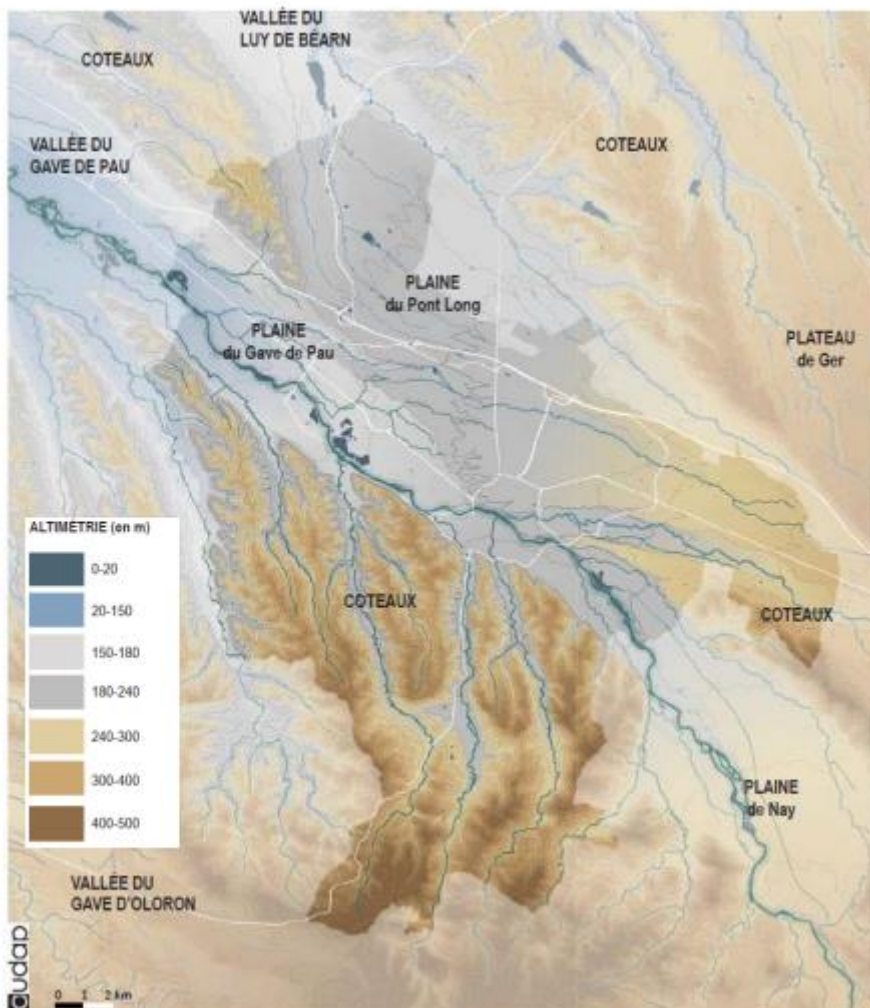 VALLÉE DU
LUY DE BÉARN
COTEAUX
VALLÉE DU
GAVE DE PAU
COTEAUX
PLAINE
du Pont Long
PLAINE
du Gave de Pau
PLATEAU
de Ger
ALTIMÉTRIE (en m)
0-20
20-150
150-180
180-240
240-300
300-400
400-500
COTEAUX
COTEAUX
PLAINE
de Nay
VALLÉE DU
GAVE D'OLORON
audap
0 1 2 km